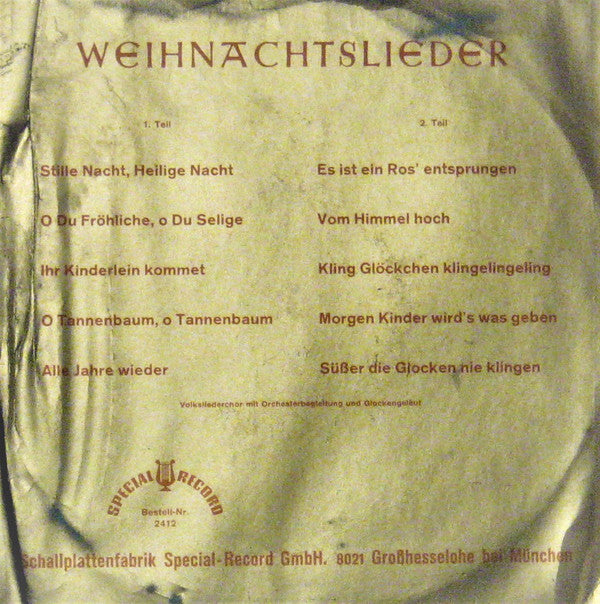 WEIHNACHTSLIEDER
1. Teil
Stille Nacht, Heilige Nacht
O Du Fröhliche, o Du Selige
Ihr Kinderlein kommet
O Tannenbaum, o Tannenbaum
Alle Jahre wieder
2. Teil
Es ist ein Ros' entsprungen
Vom Himmel hoch
Kling Glöckchen klingelingeling
Morgen Kinder wird's was geben
Süßer die Glocken nie klingen
Volksliederchor mit Orchesterbegleitung und Glockengeläut
SPECIAL RECORD
Bestell-Nr.
2412
Schallplattenfabrik Special-Record GmbH. 8021 Großhesselohe bei München